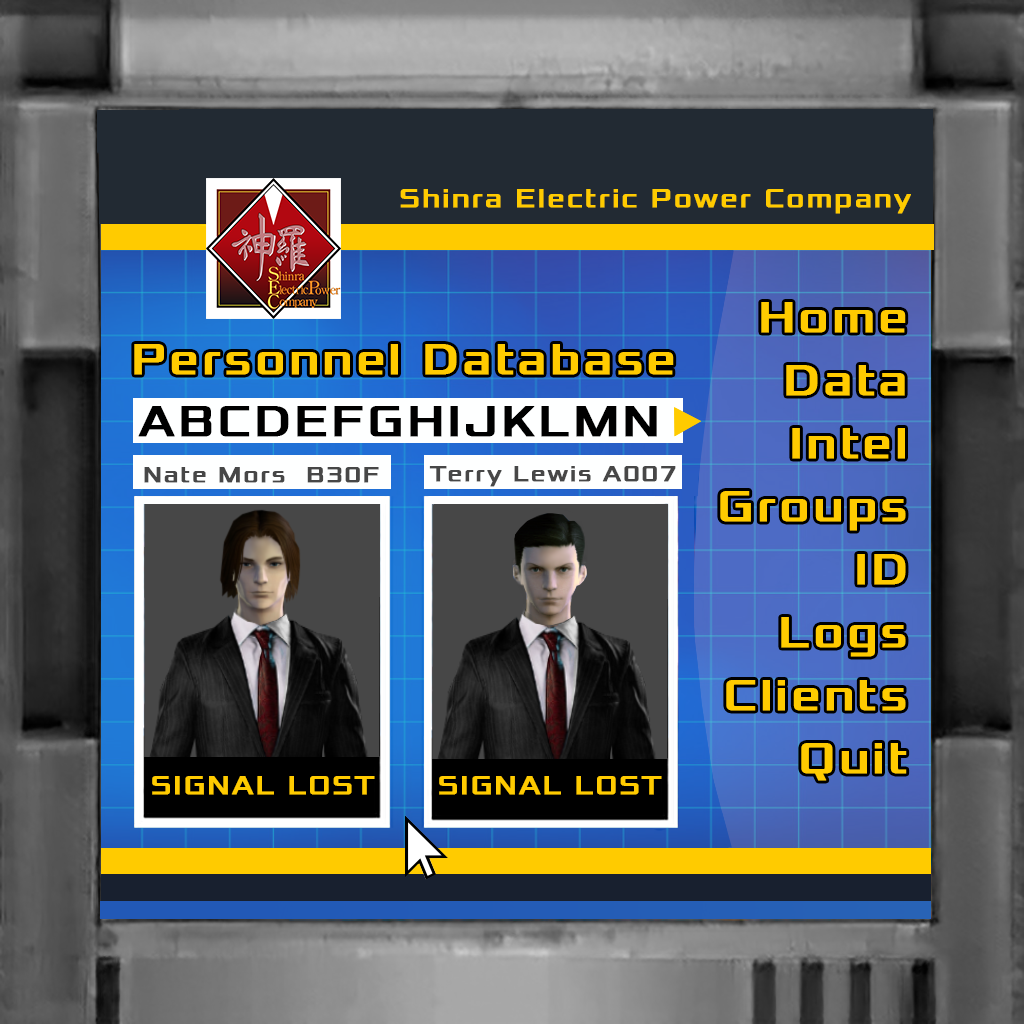 Shinra Electric Power Company
神羅
Shinra
Electric Power
Company
Personnel Database
ABCDEFGHIJKLMN
Nate Mors B30F
Terry Lewis A007
SIGNAL LOST
SIGNAL LOST
Home
Data
Intel
Groups
ID
Logs
Clients
Quit